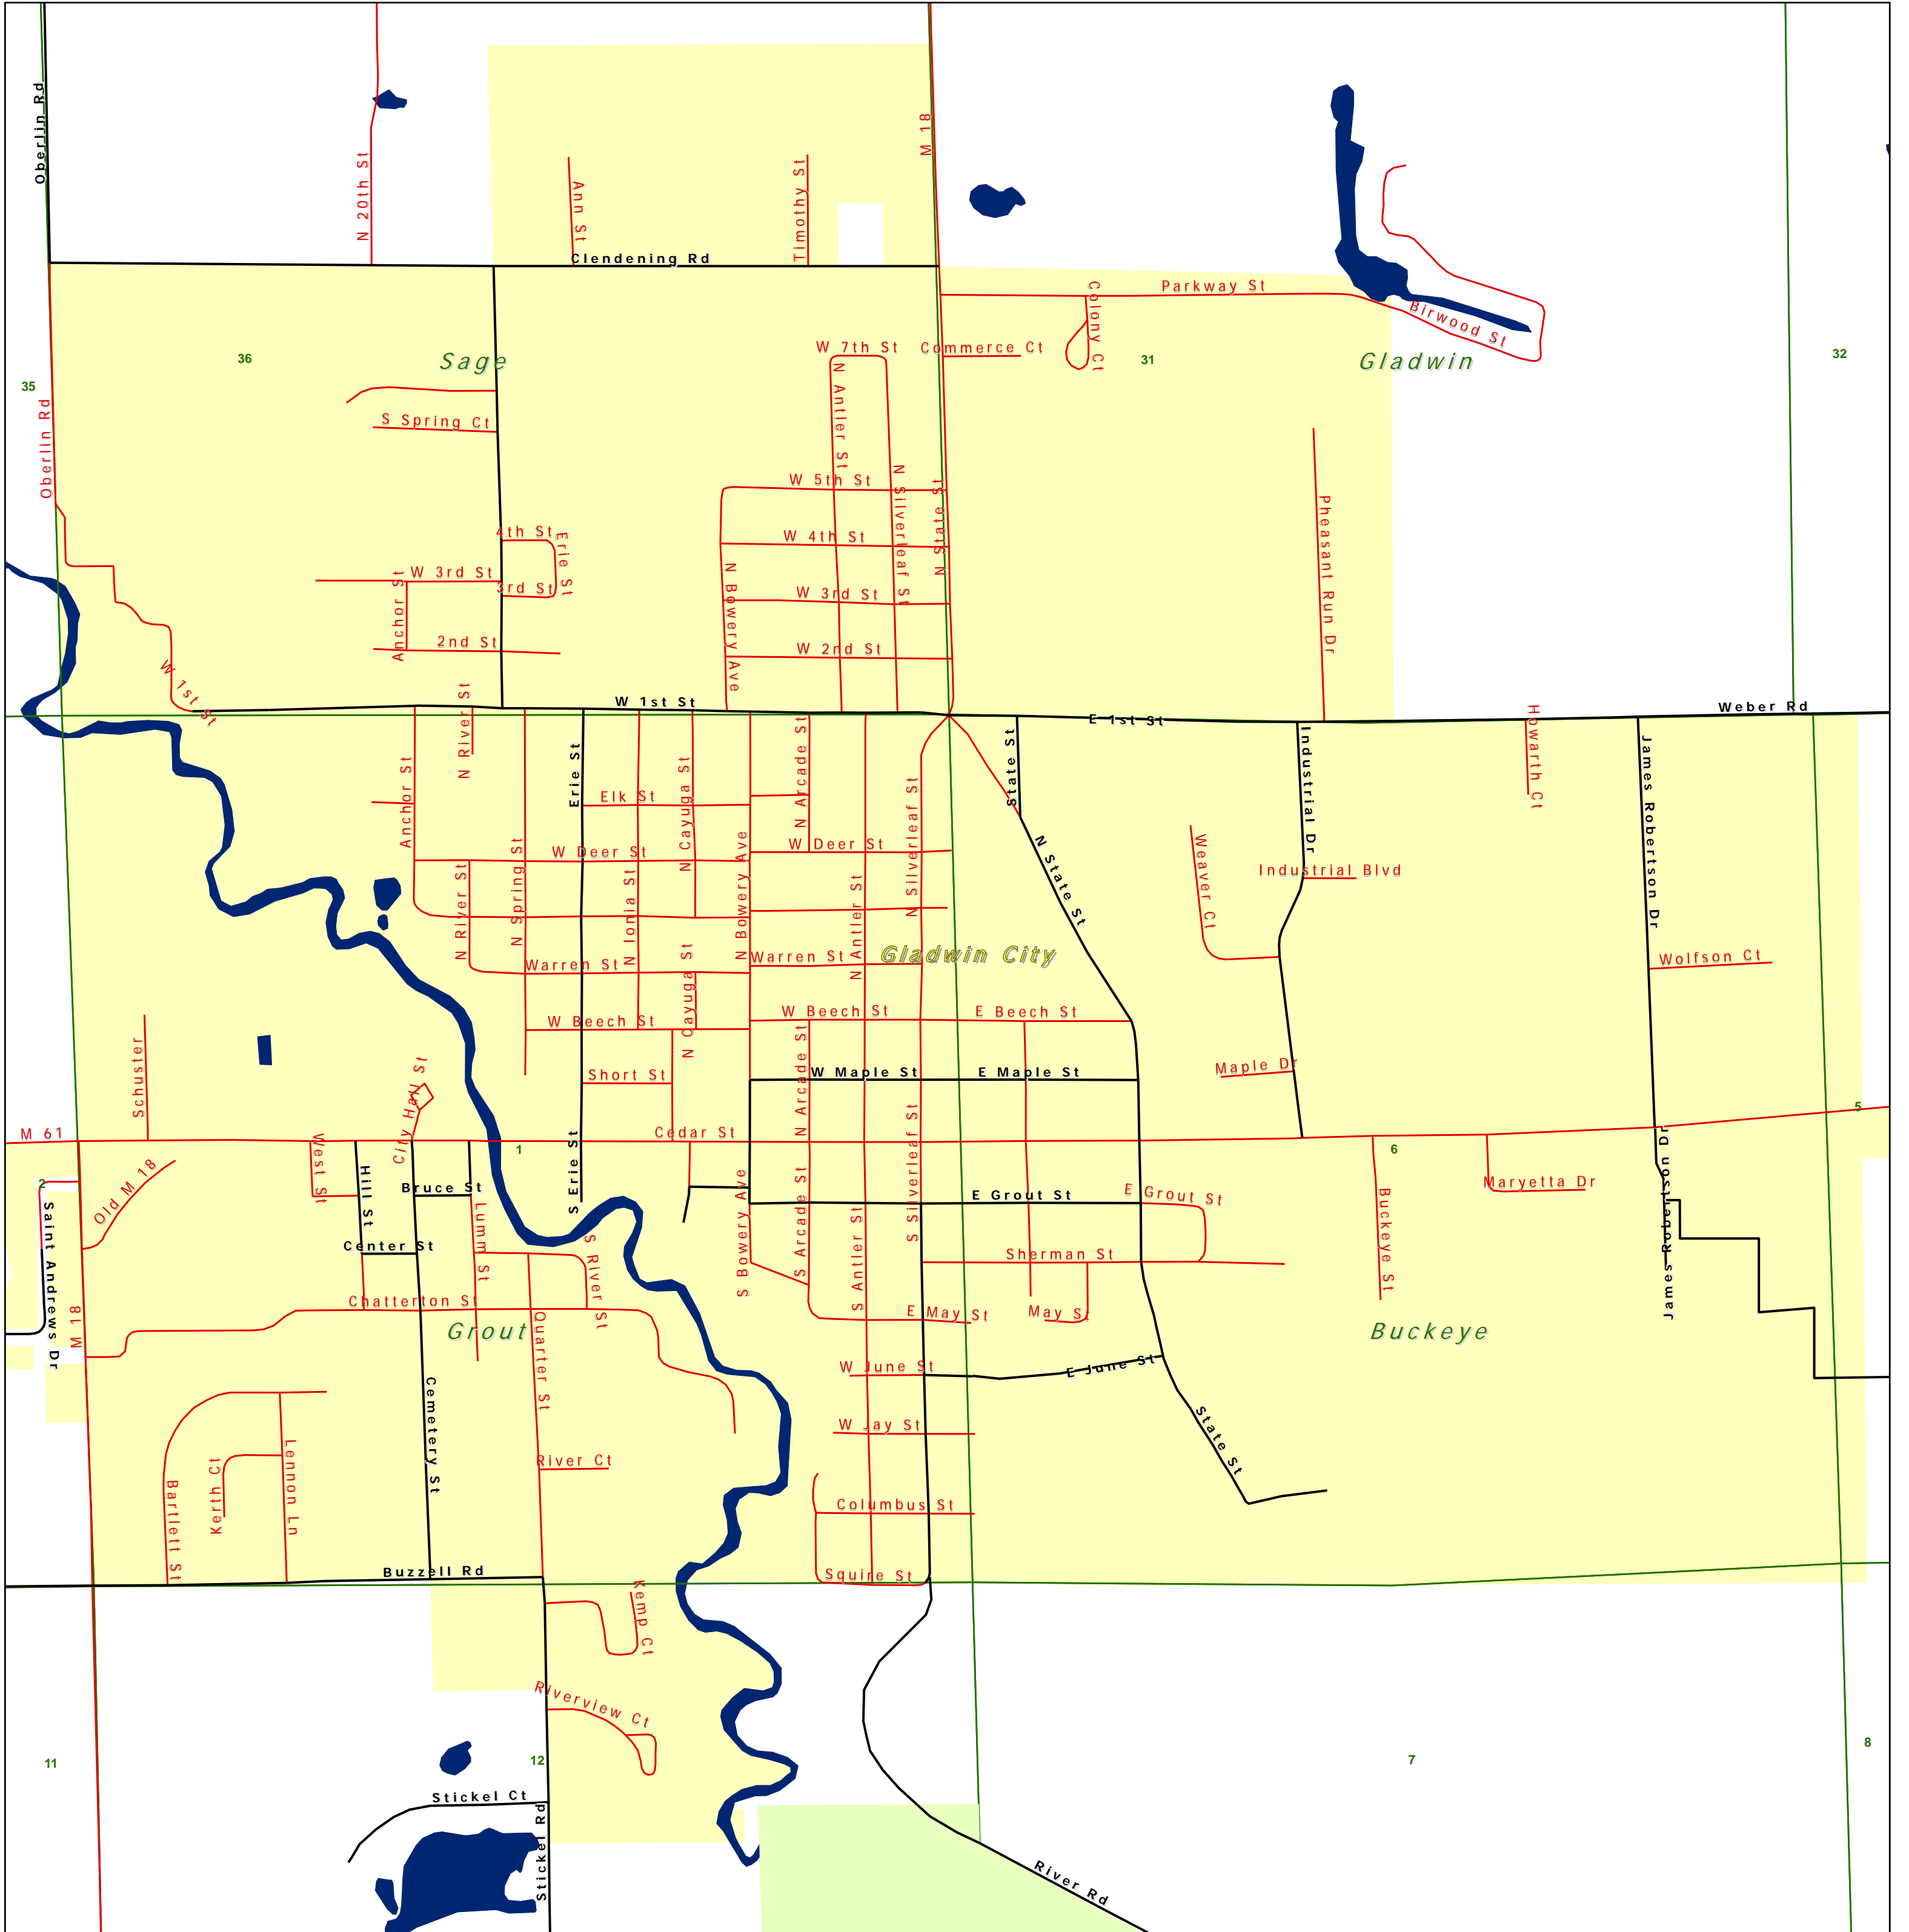 Oberlin Rd
N 20th St
Ann St
Timothy St
M 18
Clendening Rd
Parkway St
Colony Ct
Birwood St
W 7th St
Commerce Ct
36
Sage
31
Gladwin
32
35
Oberlin Rd
S Spring Ct
N Antler St
N Silverleaf St
N State St
W 5th St
Pheasant Run Dr
4th St
Erie St
W 4th St
W 3rd St
3rd St
Anchor St
N Bowery Ave
W 3rd St
2nd St
W 2nd St
W 1st St
N River St
W 1st St
E 1st St
Weber Rd
Howarth Ct
Anchor St
Erie St
N Cayuga St
N Arcade St
State St
Industrial Dr
James Robertson Dr
Elk St
W Deer St
W Deer St
N Silverleaf St
N State St
Weaver Ct
Industrial Blvd
N River St
N Spring St
N Ionia St
N Bowery Ave
N Antler St
Gladwin City
Warren St
Warren St
Wolfson Ct
N Cayuga St
W Beech St
W Beech St
E Beech St
Schuster
City Hall St
Short St
N Arcade St
W Maple St
E Maple St
Maple Dr
M 61
Cedar St
5
1
6
West St
Hill St
S Erie St
S Silverleaf St
2
Old M 18
Bruce St
Bowery Ave
S
S Arcade St
E Grout St
E Grout St
Maryetta Dr
James Robertson Dr
Saint Andrews Dr
Lumm St
S River St
S Antler St
Buckeye St
Center St
Sherman St
M 18
Chatterton St
E May St
May St
Grout
Quarter St
Buckeye
W June St
E June St
Cemetery St
W Jay St
State St
Bartlett St
Kerth Ct
Lennon Ln
River Ct
Columbus St
Buzzell Rd
Squire St
Kemp Ct
Riverview Ct
11
12
7
8
Stickel Ct
Stickel Rd
River Rd